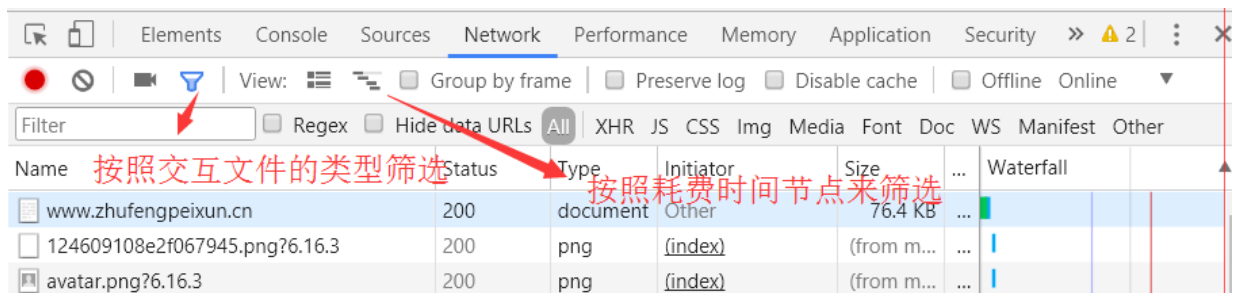 Elements Console Sources Network Performance Memory Application Security » 2
View: Group by frame Preserve log Disable cache Offline Online
Filter Regex Hide data URLs All XHR JS CSS Img Media Font Doc WS Manifest Other
Name Status Type Initiator Size ... Waterfall
按照交互文件的类型筛选
按照耗费时间节点来筛选
www.zhufengpeixun.cn 200 document Other 76.4 KB ...
124609108e2f067945.png?6.16.3 200 png (index) (from m... ...
avatar.png?6.16.3 200 png (index) (from m... ...